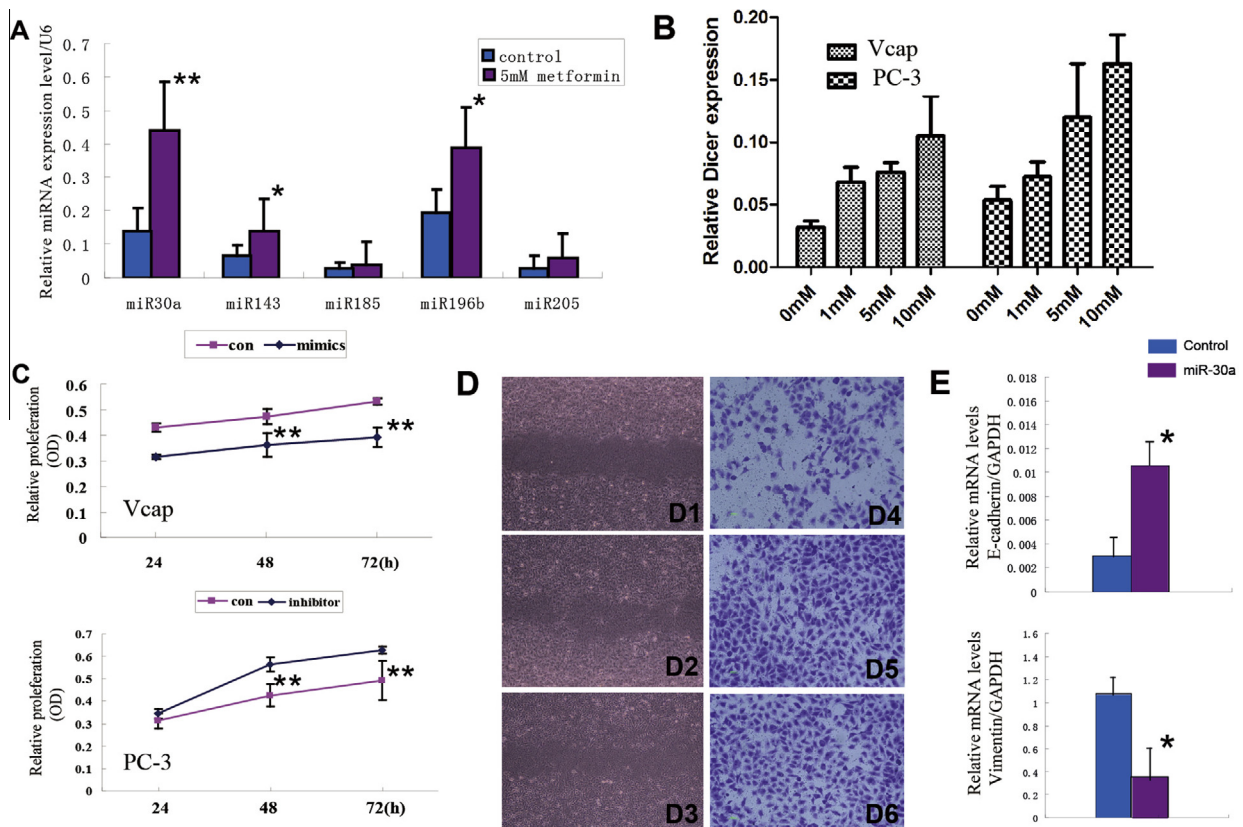 A
Relative miRNA expression level/U6
0. 7
0. 6
0. 5
0. 4
0. 3
0. 2
0. 1
0
control
5mM metformin
**
*
*
miR30a
miR143
miR185
miR196b
miR205
B
Relative Dicer expression
0.20
0.15
0.10
0.05
0.00
Vcap
PC-3
0mM
1mM
5mM
10mM
0mM
1mM
5mM
10mM
C
con
mimics
Relative proleferation
(OD)
0.6
0.5
0.4
0.3
0.2
0.1
0
**
**
Vcap
24
48
72(h)
con
inhibitor
Relative proleferation
(OD)
0.7
0.6
0.5
0.4
0.3
0.2
0.1
0
**
**
PC-3
24
48
72(h)
D
D1
D4
D2
D5
D3
D6
E
Control
miR-30a
Relative mRNA levels
E-cadherin/GAPDH
0. 018
0. 016
0. 014
0. 012
0. 01
0. 008
0. 006
0. 004
0. 002
0
*
Relative mRNA levels
Vimentin/GAPDH
1. 6
1. 4
1. 2
1
0. 8
0. 6
0. 4
0. 2
0
*